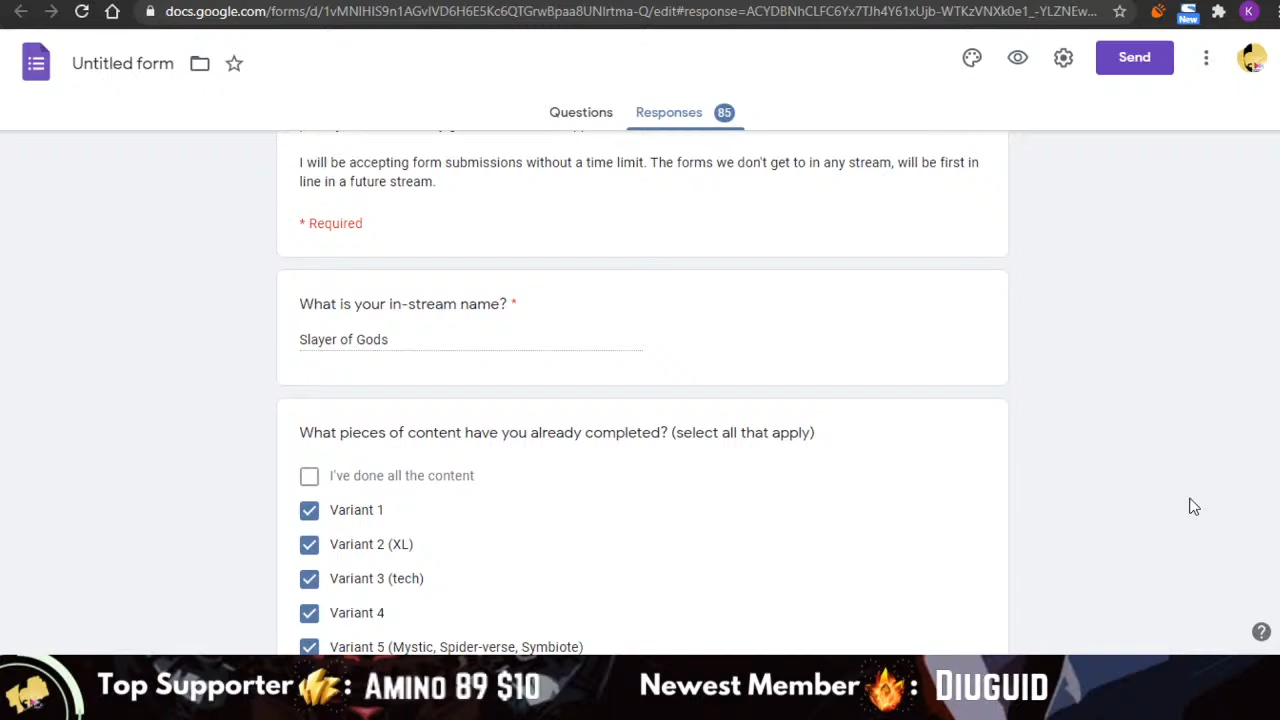 docs.google.com/forms/d/1vMNIHIS9n1AGvlVD6H6E5Kc6QTGrwBpaa8UNIrtma-Q/edit#response=ACYDBNhCLFC6Yx7TJh4Y61xUjb-WTKzVNXk0e1_-YLZNEw...
New
K
Untitled form
Send
Questions
Responses 85
I will be accepting form submissions without a time limit. The forms we don't get to in any stream, will be first in
line in a future stream.
* Required
What is your in-stream name? *
Slayer of Gods
What pieces of content have you already completed? (select all that apply)
I've done all the content
Variant 1
Variant 2 (XL)
Variant 3 (tech)
Variant 4
Variant 5 (Mystic, Spider-verse, Symbiote)
Top Supporter : Amino 89 $10
Newest Member : Diuguid